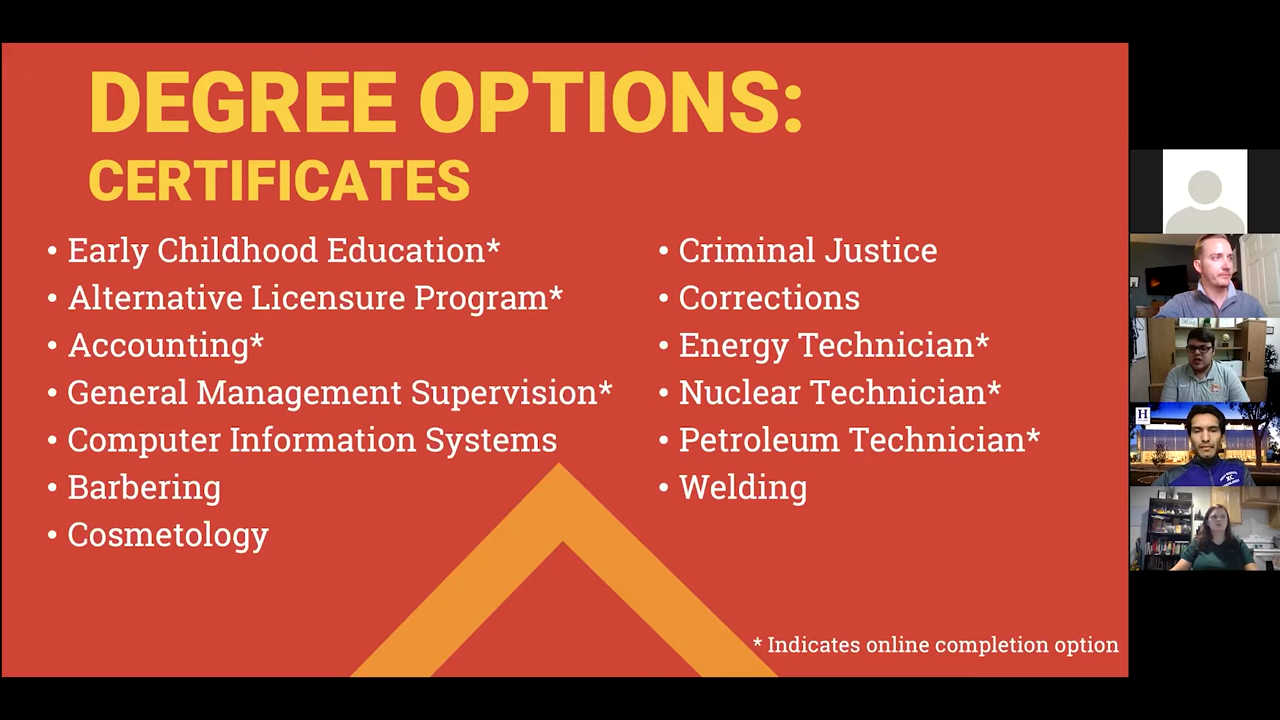 DEGREE OPTIONS:
CERTIFICATES
• Early Childhood Education*
• Alternative Licensure Program*
• Accounting*
• General Management Supervision*
• Computer Information Systems
• Barbering
• Cosmetology
• Criminal Justice
• Corrections
• Energy Technician*
• Nuclear Technician*
• Petroleum Technician*
• Welding
* Indicates online completion option
H